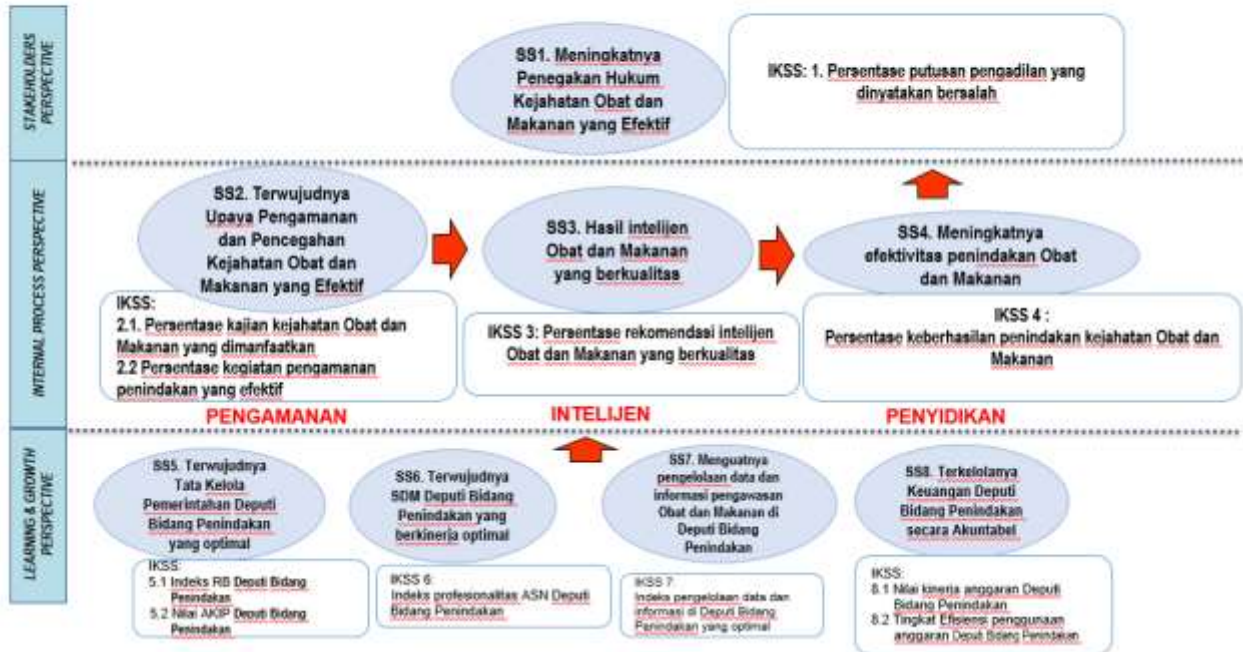 STAKEHOLDERS
PERSPECTIVE
SS1. Meningkatnya
Penegakan Hukum
Kejahatan Obat dan
Makanan yang Efektif
IKSS: 1. Persentase putusan pengadilan yang
dinyatakan bersalah
INTERNAL PROCESS PERSPECTIVE
SS2. Terwujudnya
Upaya Pengamanan
dan Pencegahan
Kejahatan Obat dan
Makanan yang Efektif
IKSS:
2.1. Persentase kajian kejahatan Obat dan
Makanan yang dimanfaatkan
2.2 Persentase kegiatan pengamanan
penindakan yang efektif
PENGAMANAN
SS3. Hasil intelijen
Obat dan Makanan
yang berkualitas
IKSS 3: Persentase rekomendasi intelijen
Obat dan Makanan yang berkualitas
INTELIJEN
SS4. Meningkatnya
efektivitas penindakan Obat
dan Makanan
IKSS 4 :
Persentase keberhasilan penindakan kejahatan Obat dan
Makanan
PENYIDIKAN
LEARNING & GROWTH
PERSPECTIVE
SS5. Terwujudnya
Tata Kelola
Pemerintahan Deputi
Bidang Penindakan
yang optimal
IKSS:
5.1 Indeks RB Deputi Bidang
Penindakan
5.2 Nilai AKIP Deputi Bidang
Penindakan
SS6. Terwujudnya
SDM Deputi Bidang
Penindakan yang
berkinerja optimal
IKSS 6:
Indeks profesionalitas ASN Deputi
Bidang Penindakan
SS7. Menguatnya
pengelolaan data dan
informasi pengawasan
Obat dan Makanan di
Deputi Bidang
Penindakan
IKSS 7
Indeks pengelolaan data dan
informasi di Deputi Bidang
Penindakan yang optimal
SS8. Terkelolanya
Keuangan Deputi
Bidang Penindakan
secara Akuntabel
IKSS:
8.1 Nilai kinerja anggaran Deputi
Bidang Penindakan
8.2 Tingkat Efisiensi penggunaan
anggaran Deputi Bidang Penindakan